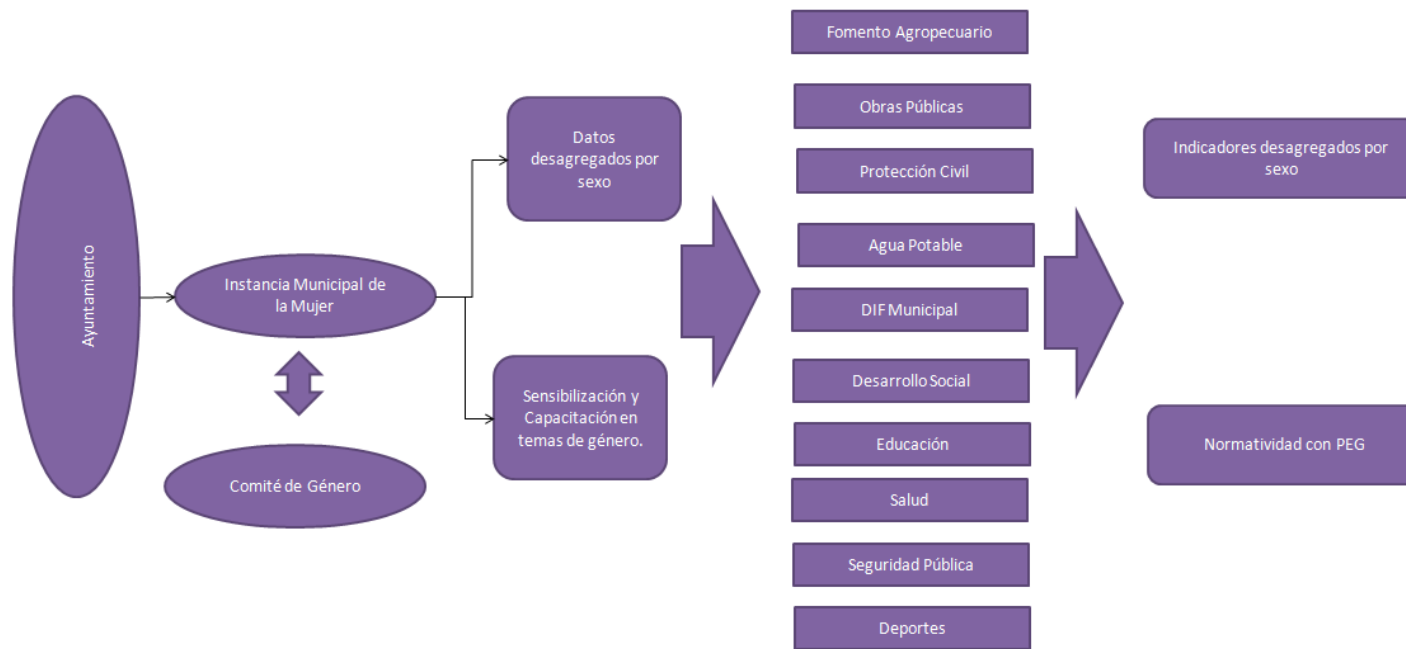 Ayuntamiento
Instancia Municipal de
la Mujer
Comité de Género
Datos
desagregados por
sexo
Sensibilización y
Capacitación en
temas de género.
Fomento Agropecuario
Obras Públicas
Protección Civil
Agua Potable
DIF Municipal
Desarrollo Social
Educación
Salud
Seguridad Pública
Deportes
Indicadores desagregados por
sexo
Normatividad con PEG